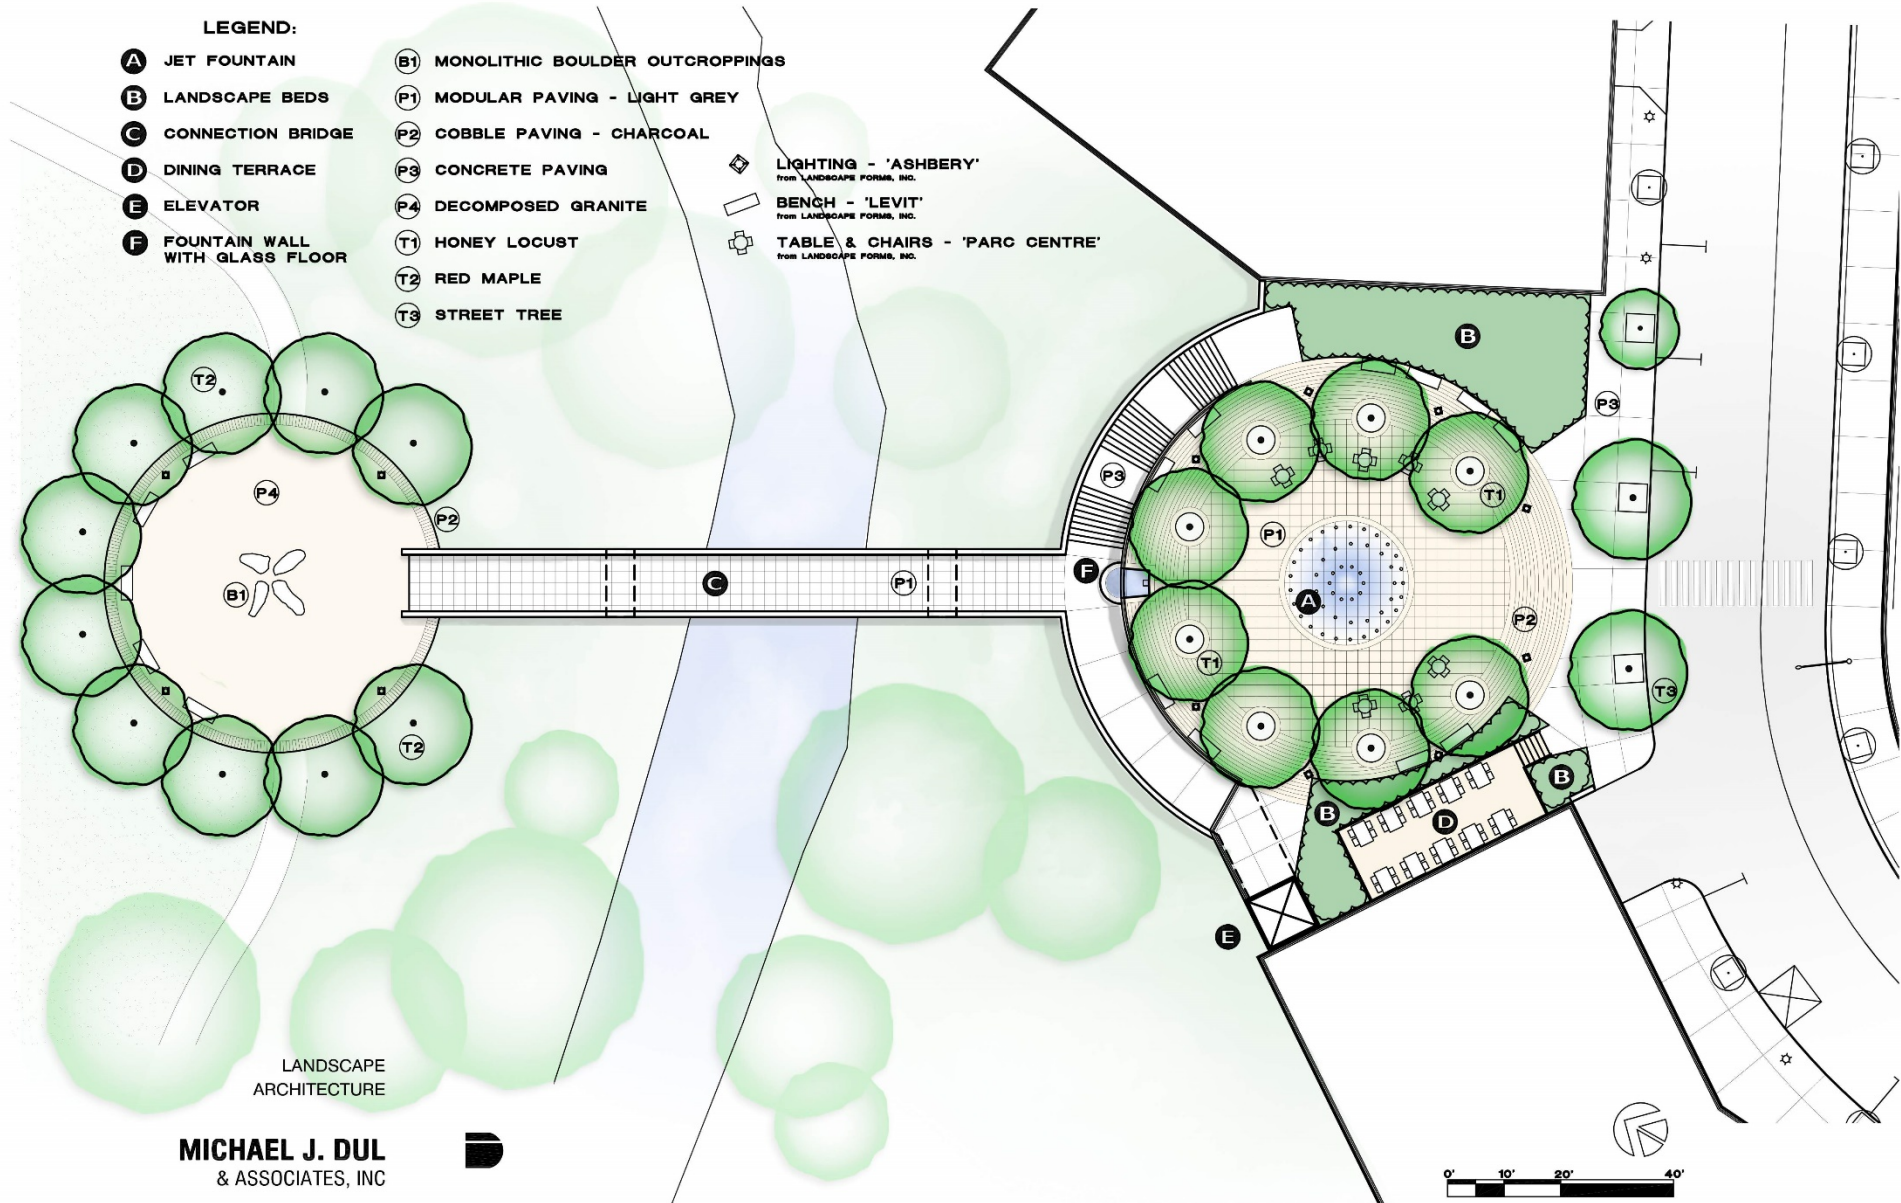 LEGEND:
A JET FOUNTAIN
B LANDSCAPE BEDS
C CONNECTION BRIDGE
D DINING TERRACE
E ELEVATOR
F FOUNTAIN WALL
WITH GLASS FLOOR
B1 MONOLITHIC BOULDER OUTCROPPINGS
P1 MODULAR PAVING - LIGHT GREY
P2 COBBLE PAVING - CHARCOAL
P3 CONCRETE PAVING
P4 DECOMPOSED GRANITE
T1 HONEY LOCUST
T2 RED MAPLE
T3 STREET TREE
LIGHTING - 'ASHBERY'
from LANDSCAPE FORMS, INC.
BENCH - 'LEVIT'
from LANDSCAPE FORMS, INC.
TABLE & CHAIRS - 'PARC CENTRE'
from LANDSCAPE FORMS, INC.
B
T2
P3
P3
P4
T1
P2
P1
F
C
P1
B1
A
P2
T1
T3
T2
B
B
D
E
LANDSCAPE
ARCHITECTURE
MICHAEL J. DUL
& ASSOCIATES, INC
0' 10' 20' 40'